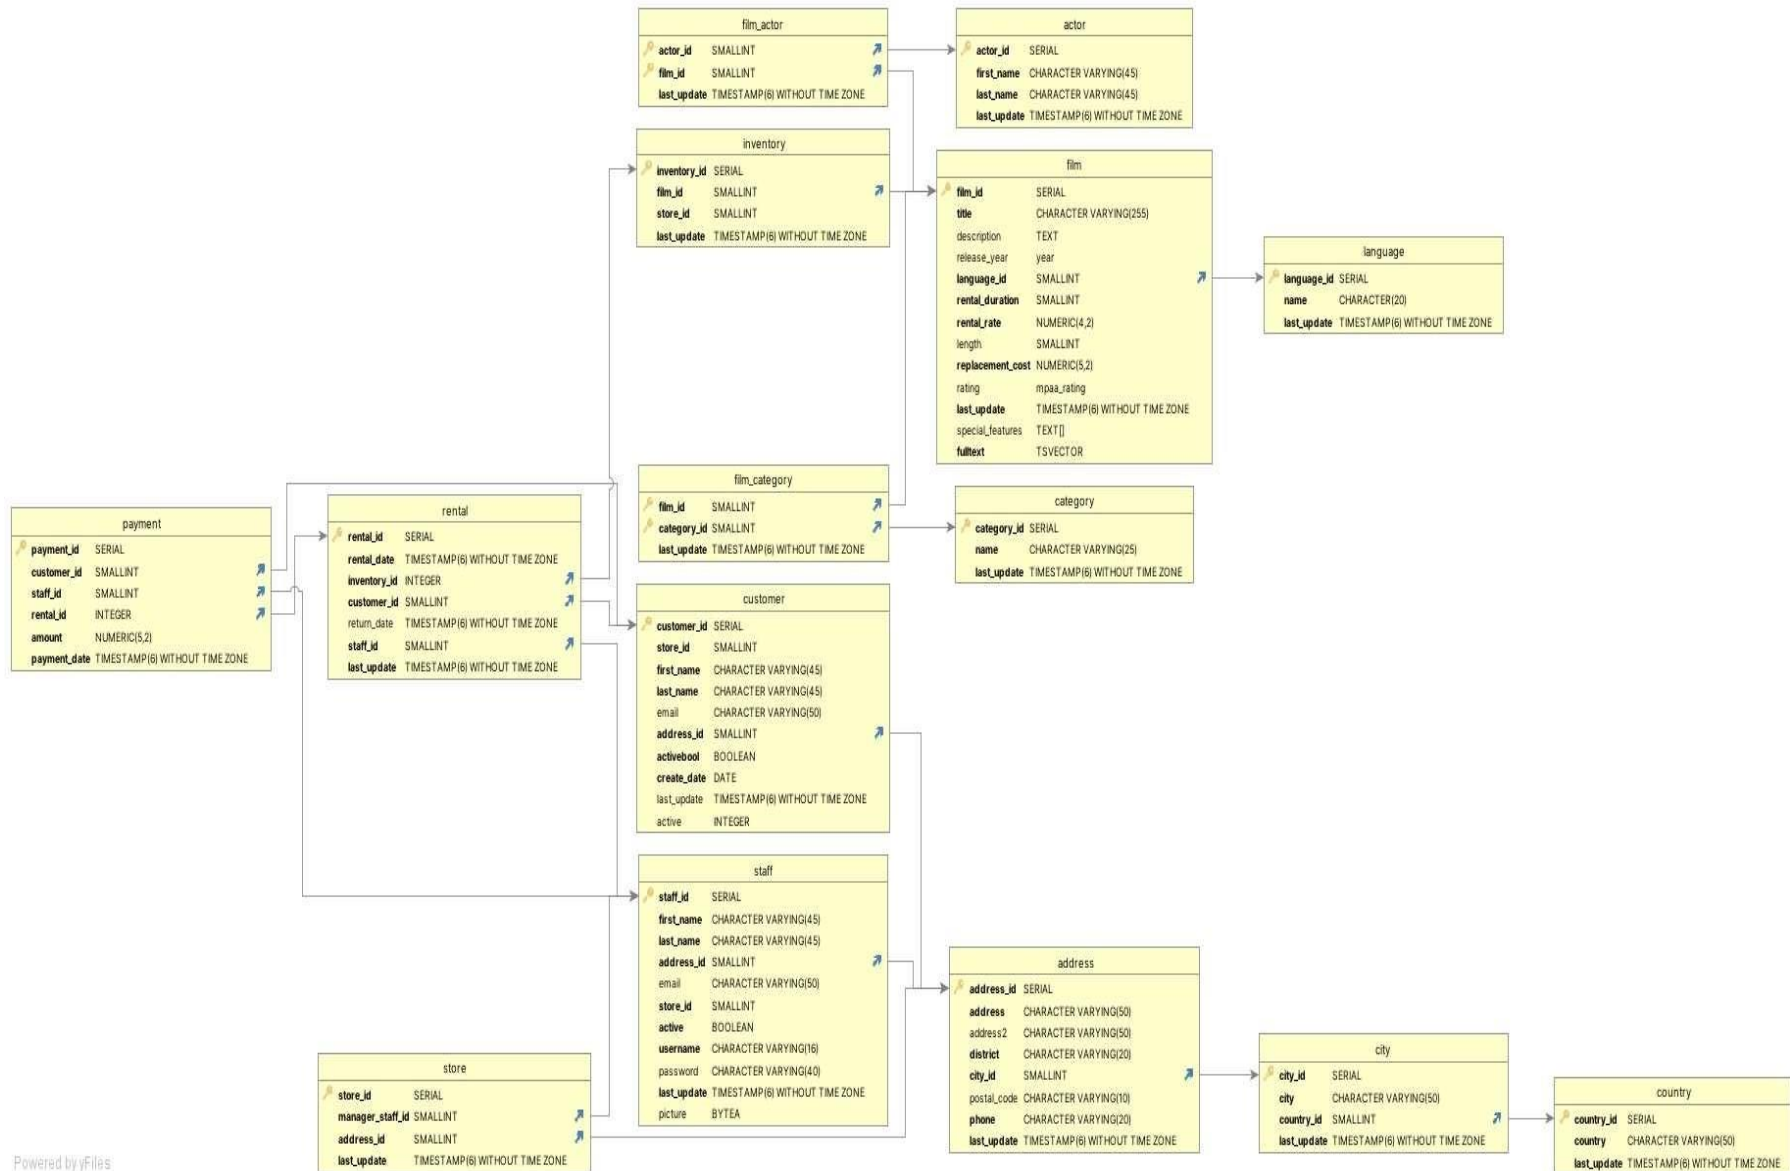 film_actor
actor_id SMALLINT
film_id SMALLINT
last_update TIMESTAMP(6) WITHOUT TIME ZONE
actor
actor_id SERIAL
first_name CHARACTER VARYING(45)
last_name CHARACTER VARYING(45)
last_update TIMESTAMP(6) WITHOUT TIME ZONE
inventory
inventory_id SERIAL
film_id SMALLINT
store_id SMALLINT
last_update TIMESTAMP(6) WITHOUT TIME ZONE
film
film_id SERIAL
title CHARACTER VARYING(255)
description TEXT
release_year year
language_id SMALLINT
rental_duration SMALLINT
rental_rate NUMERIC(4,2)
length SMALLINT
replacement_cost NUMERIC(5,2)
rating mpaa_rating
last_update TIMESTAMP(6) WITHOUT TIME ZONE
special_features TEXT[]
fulltext TSVECTOR
language
language_id SERIAL
name CHARACTER(20)
last_update TIMESTAMP(6) WITHOUT TIME ZONE
film_category
film_id SMALLINT
category_id SMALLINT
last_update TIMESTAMP(6) WITHOUT TIME ZONE
category
category_id SERIAL
name CHARACTER VARYING(25)
last_update TIMESTAMP(6) WITHOUT TIME ZONE
payment
payment_id SERIAL
customer_id SMALLINT
staff_id SMALLINT
rental_id INTEGER
amount NUMERIC(5,2)
payment_date TIMESTAMP(6) WITHOUT TIME ZONE
rental
rental_id SERIAL
rental_date TIMESTAMP(6) WITHOUT TIME ZONE
inventory_id INTEGER
customer_id SMALLINT
return_date TIMESTAMP(6) WITHOUT TIME ZONE
staff_id SMALLINT
last_update TIMESTAMP(6) WITHOUT TIME ZONE
customer
customer_id SERIAL
store_id SMALLINT
first_name CHARACTER VARYING(45)
last_name CHARACTER VARYING(45)
email CHARACTER VARYING(50)
address_id SMALLINT
activebool BOOLEAN
create_date DATE
last_update TIMESTAMP(6) WITHOUT TIME ZONE
active INTEGER
staff
staff_id SERIAL
first_name CHARACTER VARYING(45)
last_name CHARACTER VARYING(45)
address_id SMALLINT
email CHARACTER VARYING(50)
store_id SMALLINT
active BOOLEAN
username CHARACTER VARYING(16)
password CHARACTER VARYING(40)
last_update TIMESTAMP(6) WITHOUT TIME ZONE
picture BYTEA
store
store_id SERIAL
manager_staff_id SMALLINT
address_id SMALLINT
last_update TIMESTAMP(6) WITHOUT TIME ZONE
address
address_id SERIAL
address CHARACTER VARYING(50)
address2 CHARACTER VARYING(50)
district CHARACTER VARYING(20)
city_id SMALLINT
postal_code CHARACTER VARYING(10)
phone CHARACTER VARYING(20)
last_update TIMESTAMP(6) WITHOUT TIME ZONE
city
city_id SERIAL
city CHARACTER VARYING(50)
country_id SMALLINT
last_update TIMESTAMP(6) WITHOUT TIME ZONE
country
country_id SERIAL
country CHARACTER VARYING(50)
last_update TIMESTAMP(6) WITHOUT TIME ZONE
Powered by yFiles